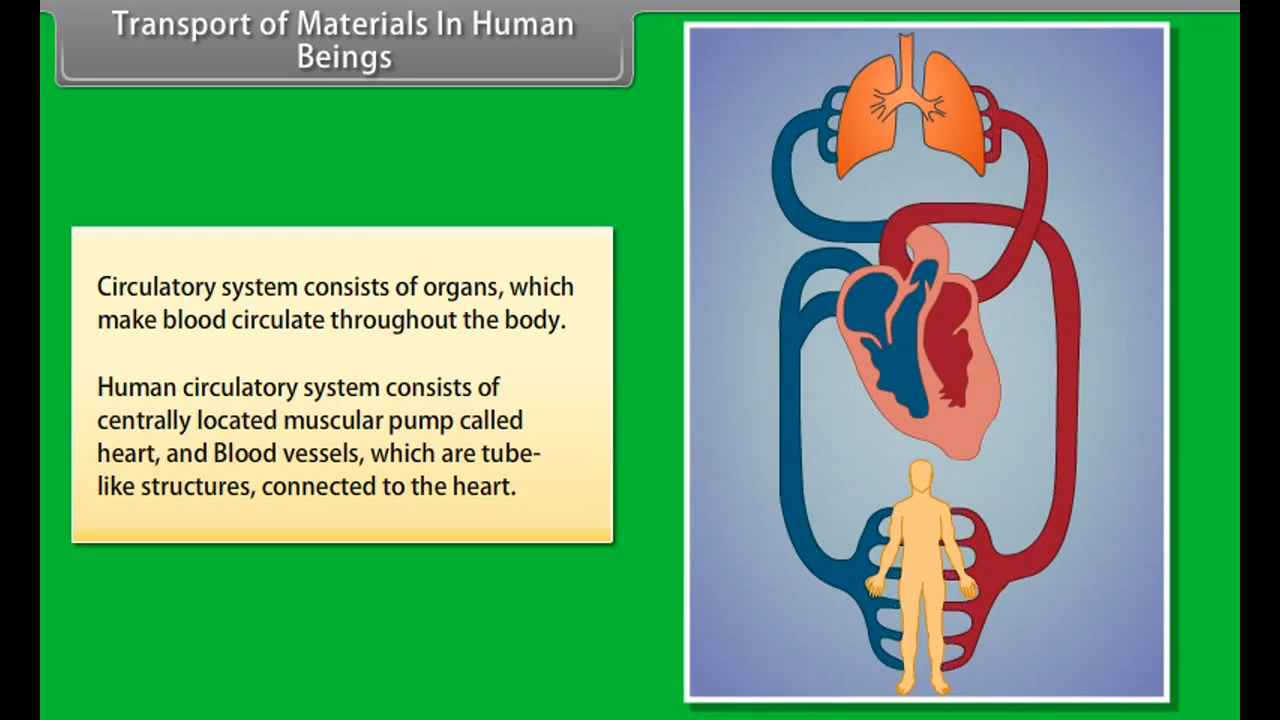 Transport of Materials In Human
Beings
Circulatory system consists of organs, which
make blood circulate throughout the body.
Human circulatory system consists of
centrally located muscular pump called
heart, and Blood vessels, which are tube-
like structures, connected to the heart.